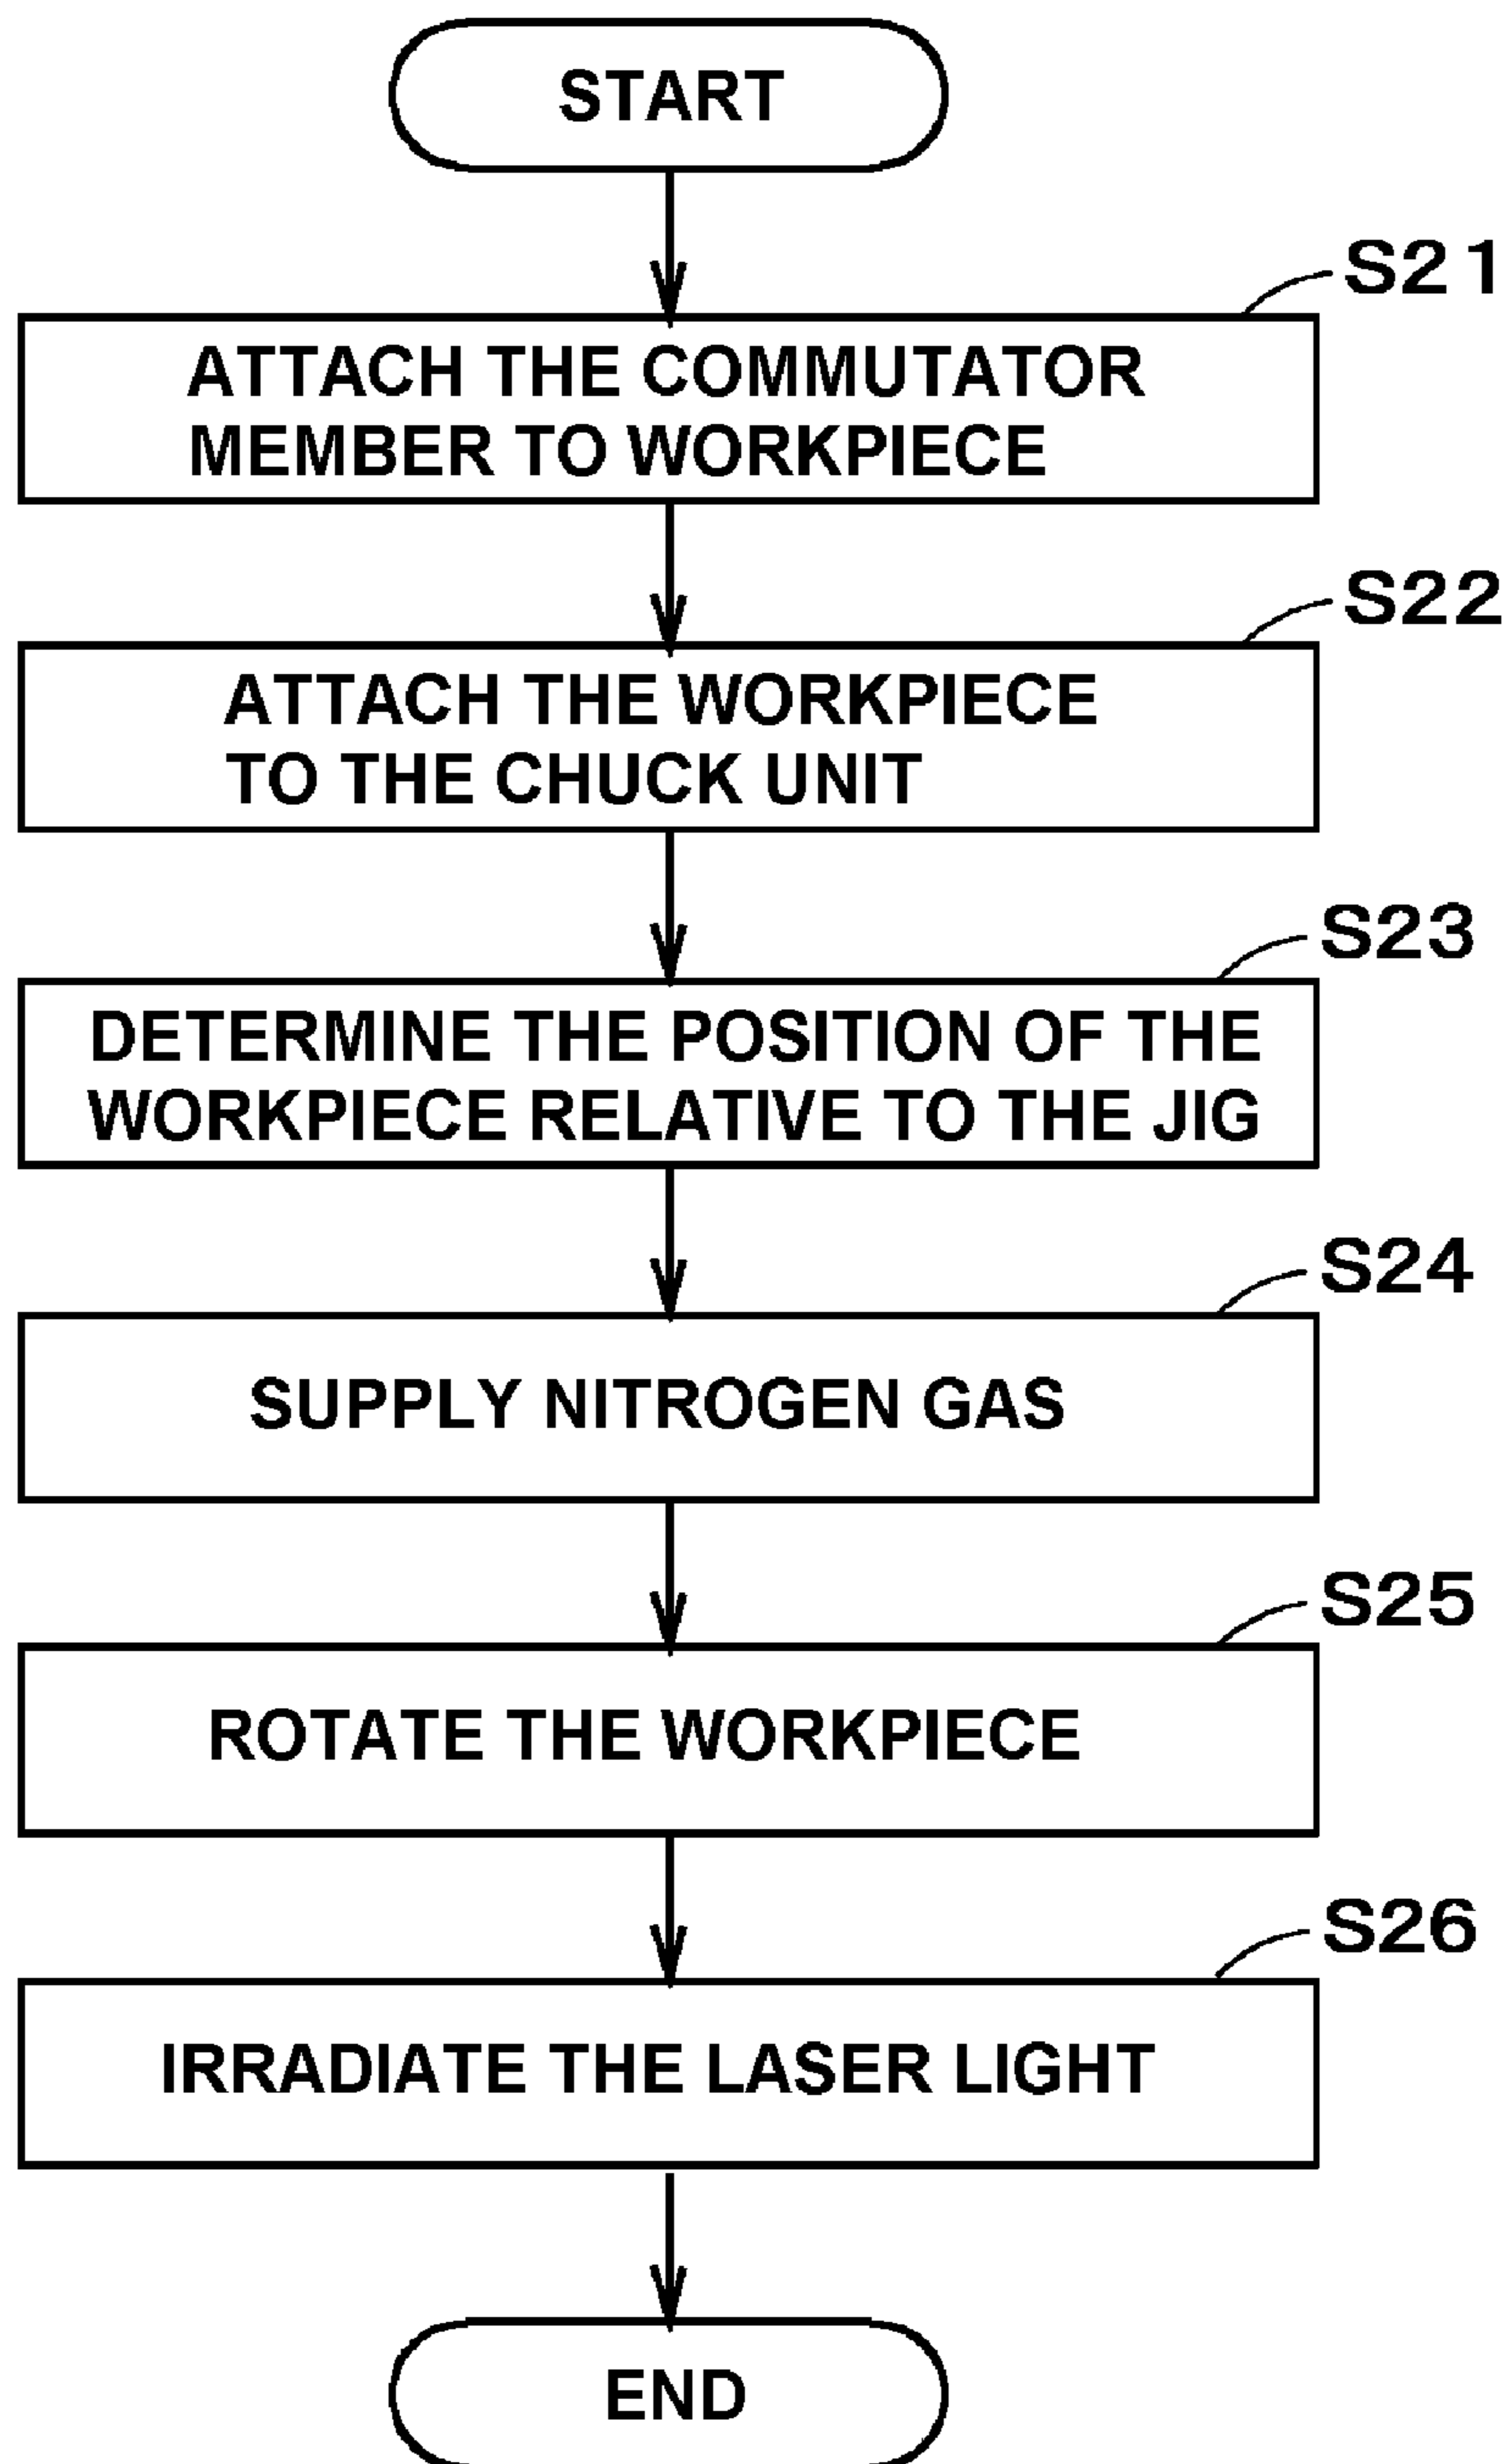 START
S21
ATTACH THE COMMUTATOR
MEMBER TO WORKPIECE
S22
ATTACH THE WORKPIECE
TO THE CHUCK UNIT
S23
DETERMINE THE POSITION OF THE
WORKPIECE RELATIVE TO THE JIG
S24
SUPPLY NITROGEN GAS
S25
ROTATE THE WORKPIECE
S26
IRRADIATE THE LASER LIGHT
END